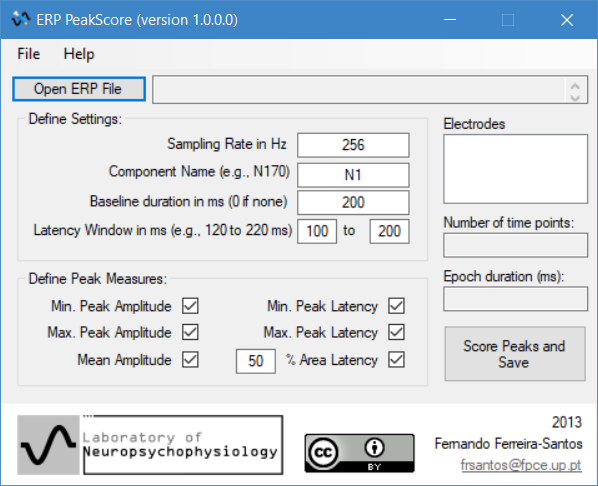 ERP PeakScore (version 1.0.0.0)
File Help
Open ERP File
Define Settings:
Sampling Rate in Hz 256
Component Name (e.g., N170) N1
Baseline duration in ms (0 if none) 200
Latency Window in ms (e.g., 120 to 220 ms) 100 to 200
Electrodes
Number of time points:
Epoch duration (ms):
Define Peak Measures:
Min. Peak Amplitude Min. Peak Latency
Max. Peak Amplitude Max. Peak Latency
Mean Amplitude 50 % Area Latency
Score Peaks and
Save
Laboratory of
Neuropsychophysiology
cc
BY
2013
Fernando Ferreira-Santos
frsantos@fpce.up.pt